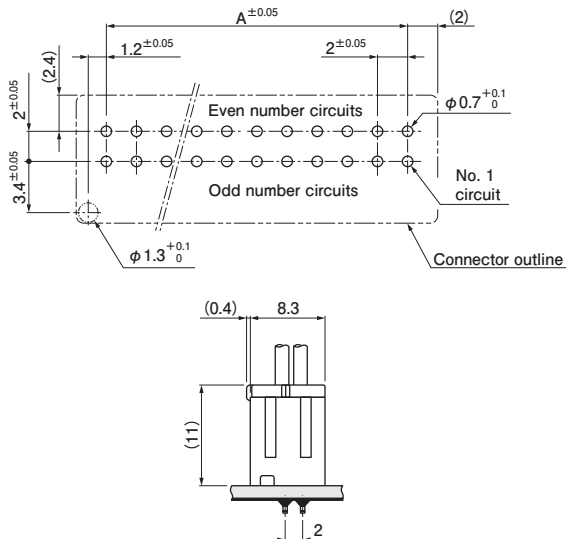 A±0.05
(2)
1.2±0.05
2±0.05
(2.4)
2±0.05
Even number circuits
φ0.7 +0.1 0
3.4±0.05
Odd number circuits
No. 1
circuit
φ1.3 +0.1 0
Connector outline
(0.4)
8.3
(11)
2